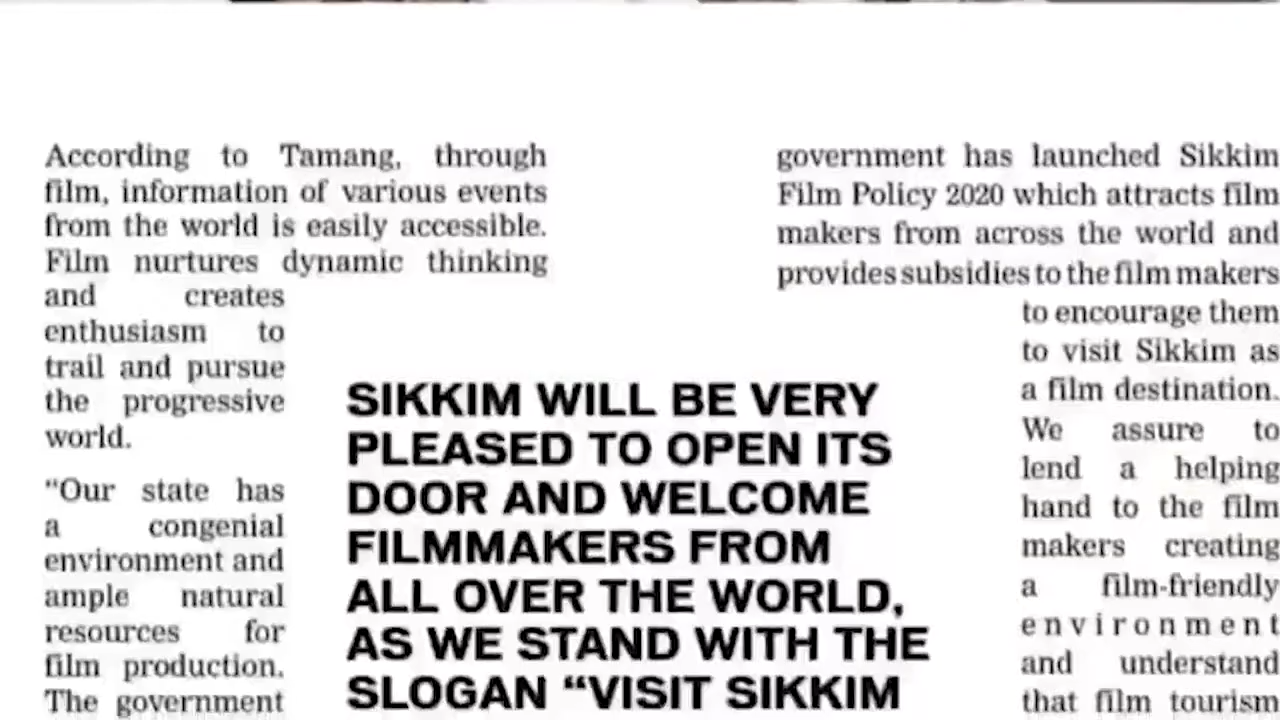 According to Tamang, through
film, information of various events
from the world is easily accessible.
Film nurtures dynamic thinking
and creates
enthusiasm to
trail and pursue
the progressive
world.
“Our state has
a congenial
environment and
ample natural
resources for
film production.
The government
SIKKIM WILL BE VERY
PLEASED TO OPEN ITS
DOOR AND WELCOME
FILMMAKERS FROM
ALL OVER THE WORLD,
AS WE STAND WITH THE
SLOGAN “VISIT SIKKIM
government has launched Sikkim
Film Policy 2020 which attracts film
makers from across the world and
provides subsidies to the film makers
to encourage them
to visit Sikkim as
a film destination.
We assure to
lend a helping
hand to the film
makers creating
a film-friendly
environment
and understand
that film tourism